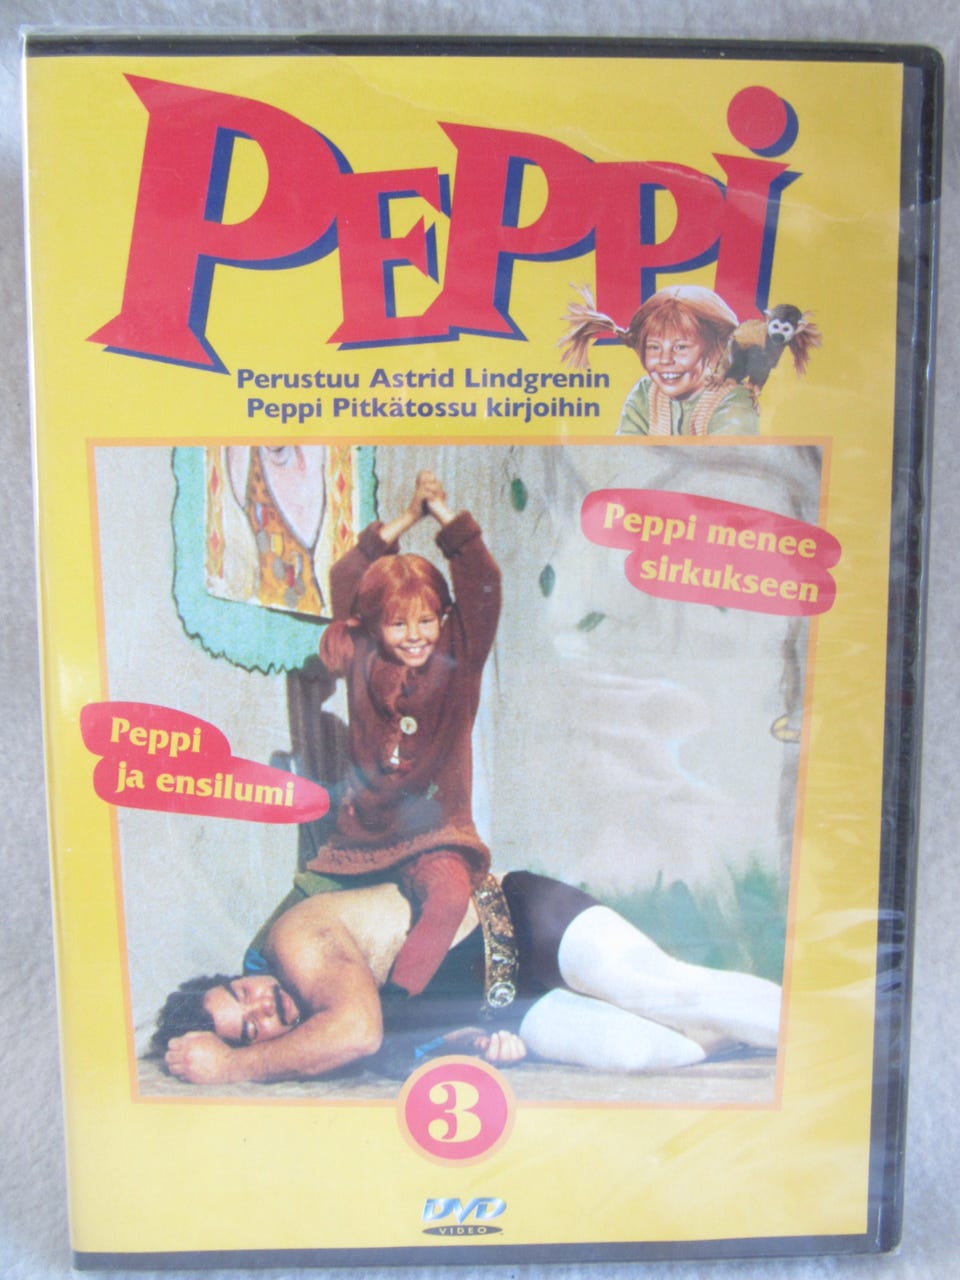 PEPPi
Perustuu Astrid Lindgrenin
Peppi Pitkätossu kirjoihin
Peppi menee
sirkukseen
Peppi
ja ensilumi
3
DVD
VIDEO